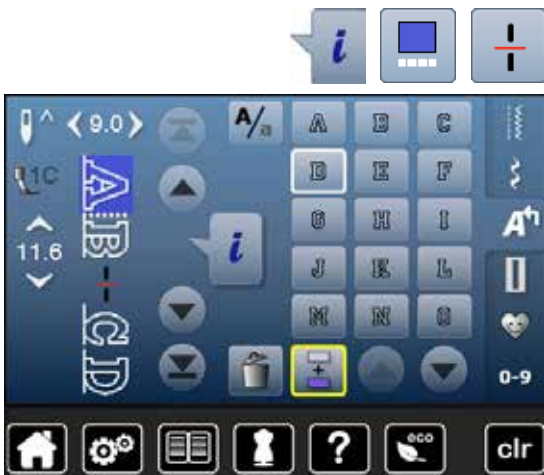 i
9.0 A/a A B C
1C A D E F
11.6 B i G H I A
J K L
C M N O
D 0-9
? eco clr